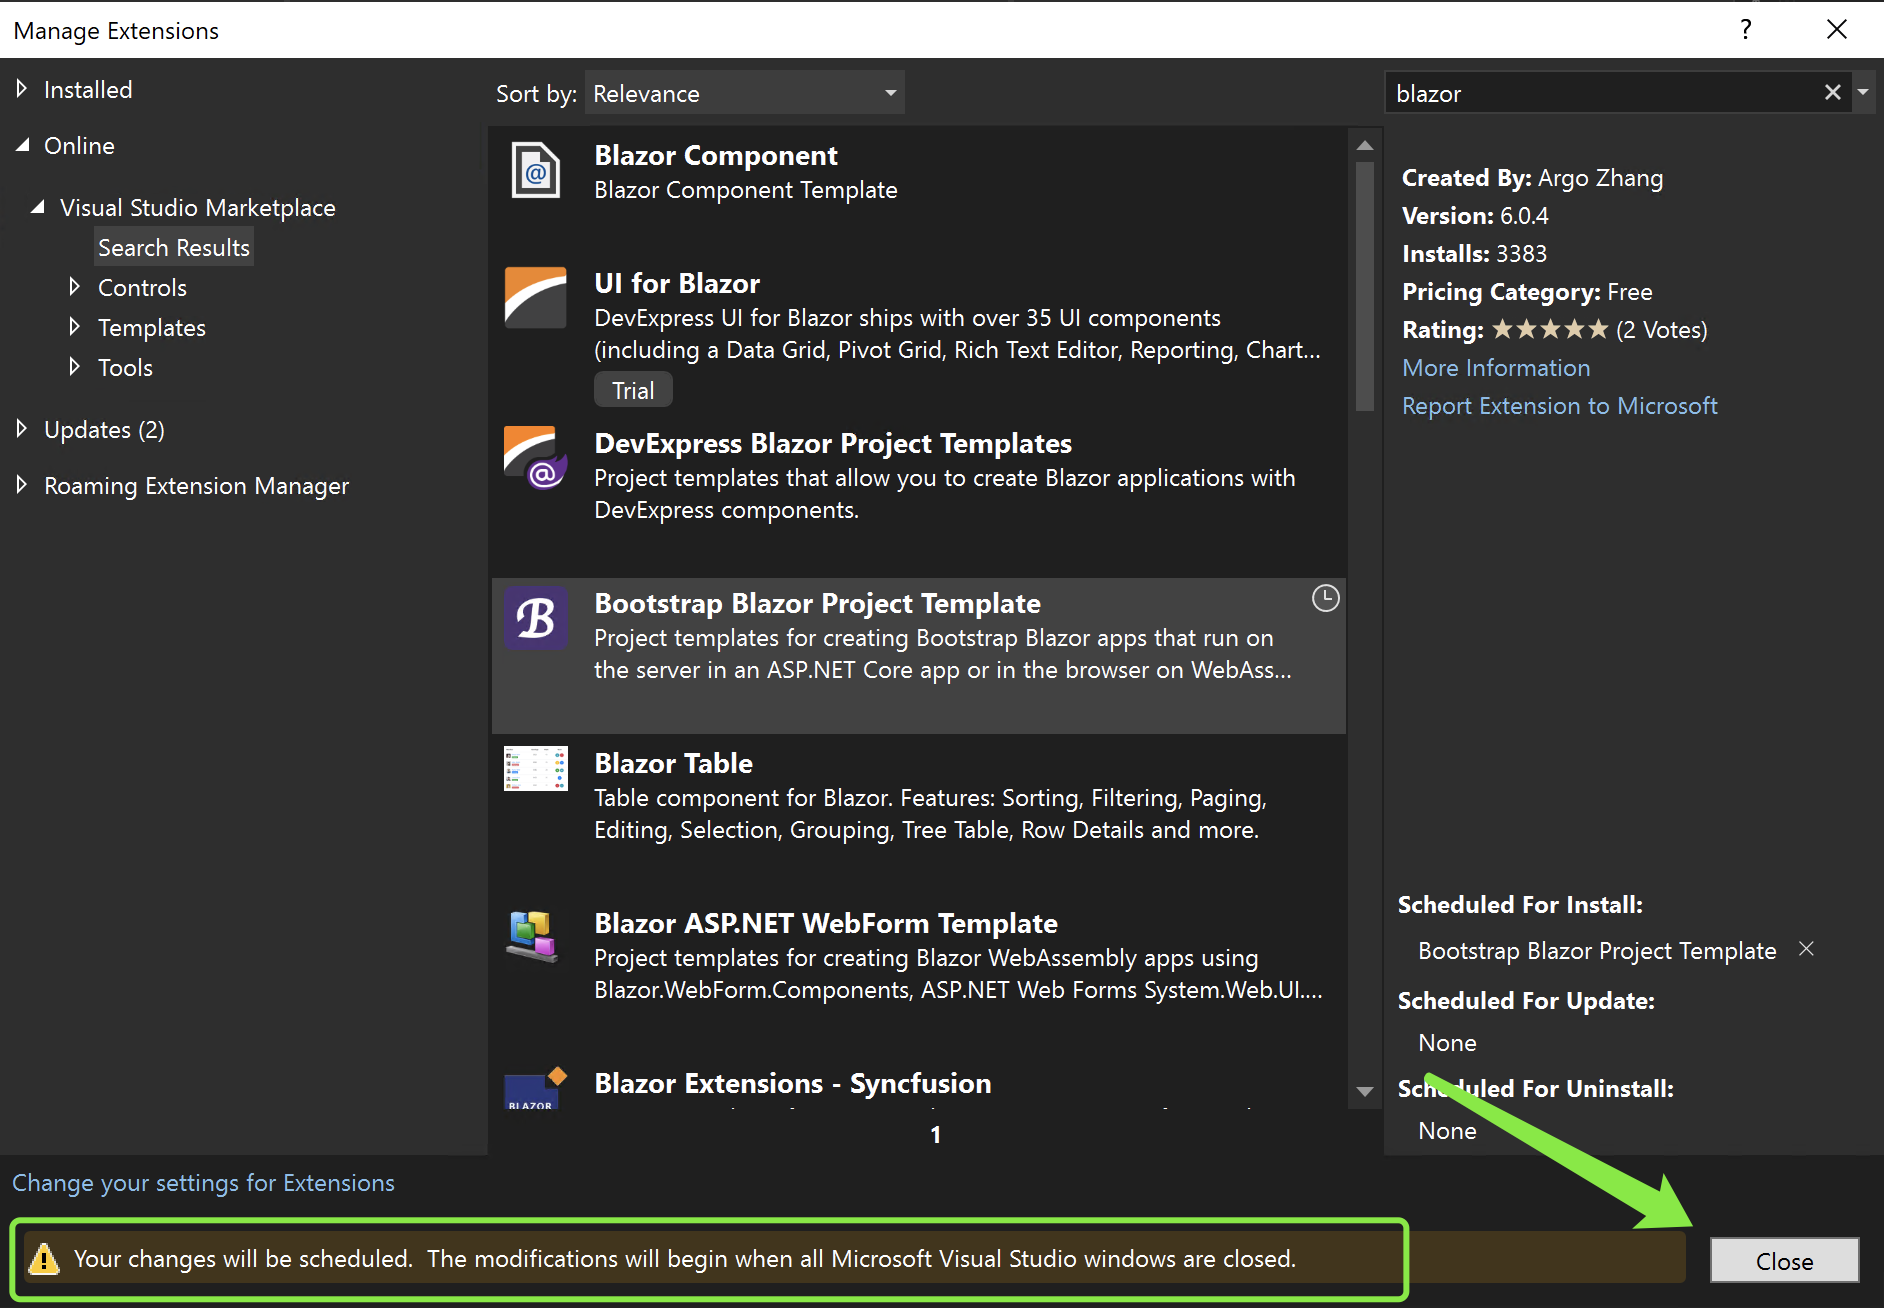 Manage Extensions
?
Installed
Online
Visual Studio Marketplace
Search Results
Controls
Templates
Tools
Updates (2)
Roaming Extension Manager
Sort by: Relevance
Blazor Component
Blazor Component Template
UI for Blazor
DevExpress UI for Blazor ships with over 35 UI components
(including a Data Grid, Pivot Grid, Rich Text Editor, Reporting, Chart...
Trial
DevExpress Blazor Project Templates
Project templates that allow you to create Blazor applications with
DevExpress components.
B
Bootstrap Blazor Project Template
Project templates for creating Bootstrap Blazor apps that run on
the server in an ASP.NET Core app or in the browser on WebAss...
Blazor Table
Table component for Blazor. Features: Sorting, Filtering, Paging,
Editing, Selection, Grouping, Tree Table, Row Details and more.
Blazor ASP.NET WebForm Template
Project templates for creating Blazor WebAssembly apps using
Blazor.WebForm.Components, ASP.NET Web Forms System.Web.UI....
BLAZOR
Blazor Extensions - Syncfusion
1
blazor
Created By: Argo Zhang
Version: 6.0.4
Installs: 3383
Pricing Category: Free
Rating: ★★★★★ (2 Votes)
More Information
Report Extension to Microsoft
Scheduled For Install:
Bootstrap Blazor Project Template
Scheduled For Update:
None
Scheduled For Uninstall:
None
Change your settings for Extensions
Your changes will be scheduled. The modifications will begin when all Microsoft Visual Studio windows are closed.
Close